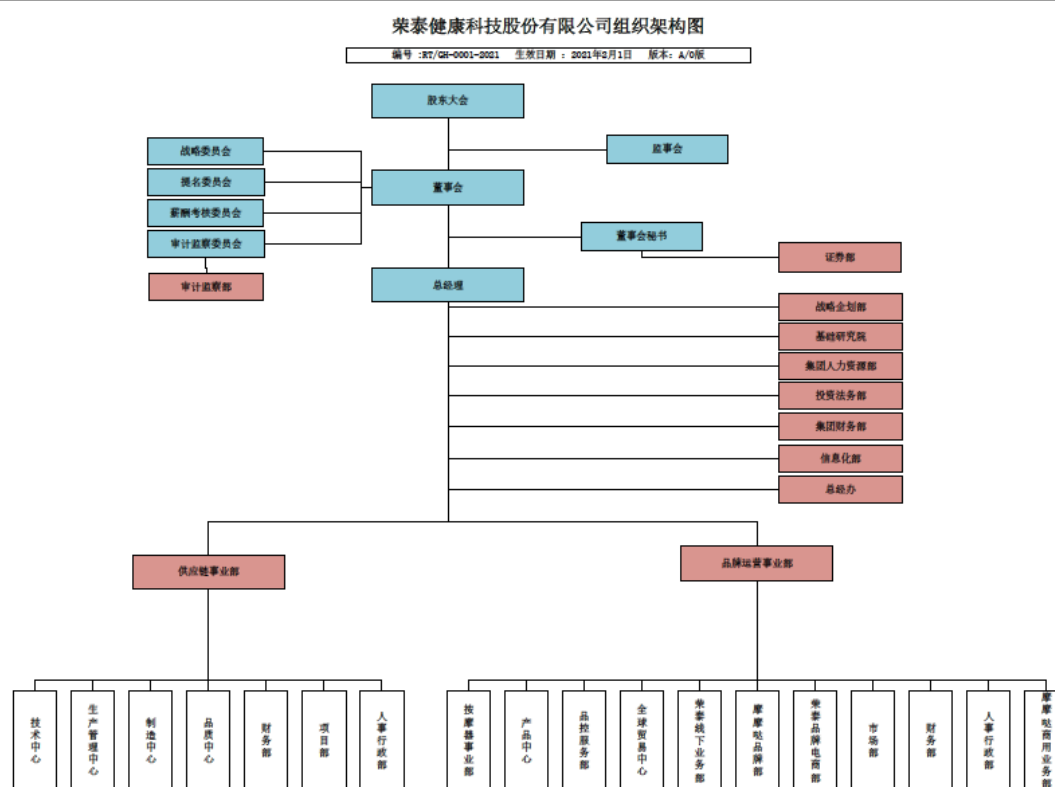 荣泰健康科技股份有限公司组织架构图
编号 :RT/GH-0001-2021 生效日期 : 2021年2月1日 版本: A/0版
股东大会
监事会
战略委员会
提名委员会
薪酬考核委员会
审计监察委员会
审计监察部
董事会
董事会秘书
证券部
总经理
战略企划部
基础研究院
集团人力资源部
投资法务部
集团财务部
信息化部
总经办
供应链事业部
品牌运营事业部
技术中心
生产管理中心
制造中心
品质中心
财务部
项目部
人事行政部
按摩器事业部
产品中心
品控服务部
全球贸易中心
荣泰线下业务部
摩摩哒品牌部
荣泰品牌电商部
市场部
财务部
人事行政部
摩摩哒商用业务部